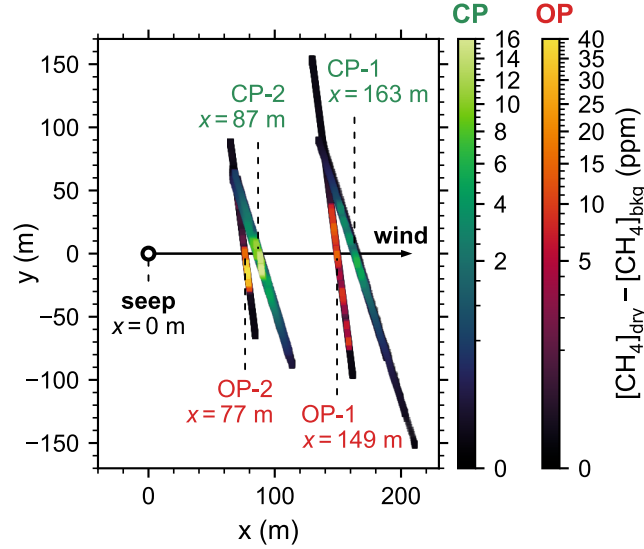 CP OP
150
100
50
0
−50
−100
−150
y (m)
CP-1
x = 163 m
CP-2
x = 87 m
wind
seep
x = 0 m
OP-2
x = 77 m
OP-1
x = 149 m
0 100 200
x (m)
16
14
12
10
8
6
4
2
0
40
35
30
25
20
15
10
5
0
[CH₄]dry − [CH₄]bkg (ppm)